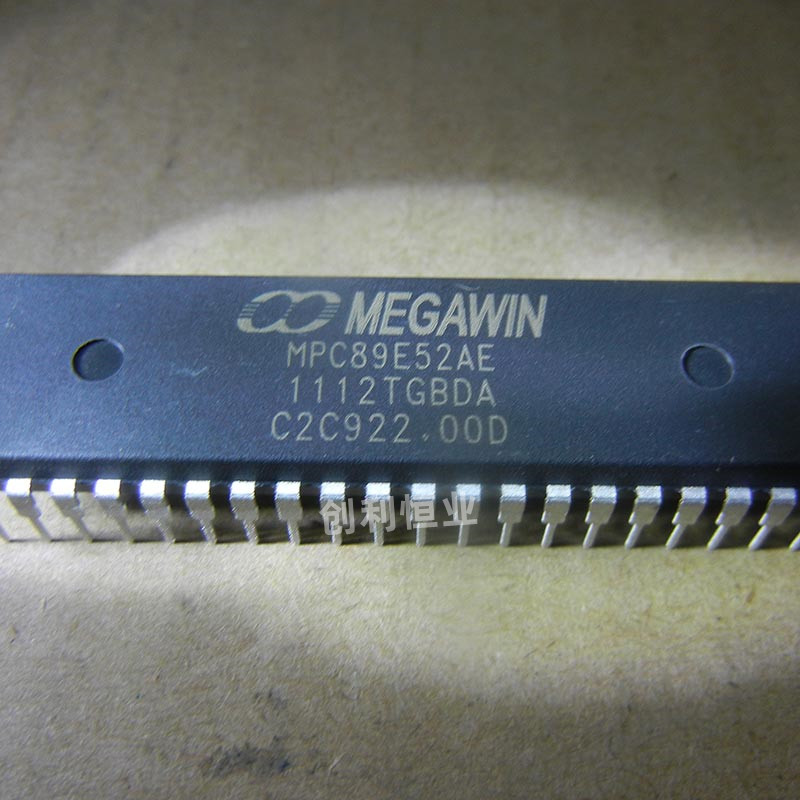 MEGAWIN
MPC89E52AE
1112TGBDA
C2C922.00D
创利恒业